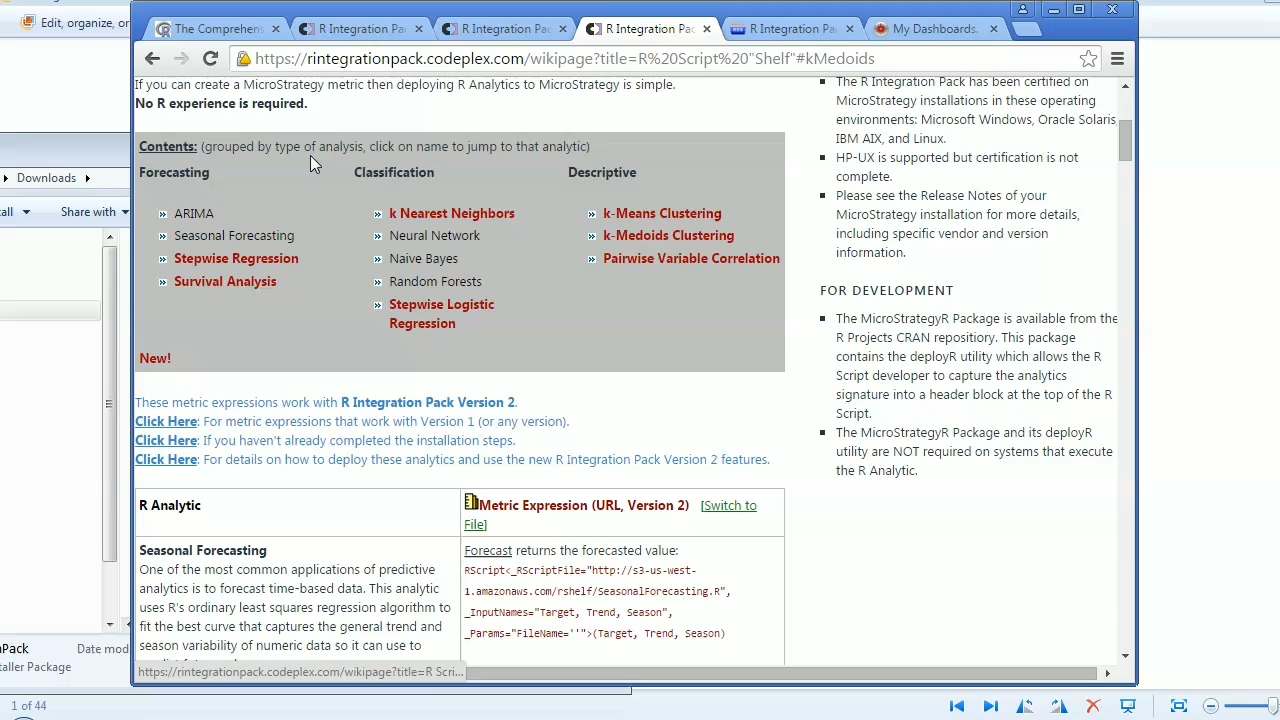 Edit, organize, o
The Comprehens
R Integration Pac
R Integration Pac
R Integration Pac
R Integration Pac
My Dashboards.
https://rintegrationpack.codeplex.com/wikipage?title=R%20Script%20"Shelf"#kMedoids
If you can create a MicroStrategy metric then deploying R Analytics to MicroStrategy is simple.
No R experience is required.
Contents: (grouped by type of analysis, click on name to jump to that analytic)
Forecasting
ARIMA
Seasonal Forecasting
Stepwise Regression
Survival Analysis
New!
Classification
k Nearest Neighbors
Neural Network
Naive Bayes
Random Forests
Stepwise Logistic
Regression
Descriptive
k-Means Clustering
k-Medoids Clustering
Pairwise Variable Correlation
These metric expressions work with R Integration Pack Version 2.
Click Here: For metric expressions that work with Version 1 (or any version).
Click Here: If you haven't already completed the installation steps.
Click Here: For details on how to deploy these analytics and use the new R Integration Pack Version 2 features.
R Analytic
Metric Expression (URL, Version 2) [Switch to
File]
Seasonal Forecasting
One of the most common applications of predictive
analytics is to forecast time-based data. This analytic
uses R's ordinary least squares regression algorithm to
fit the best curve that captures the general trend and
season variability of numeric data so it can use to
Forecast returns the forecasted value:
RScript<_RScriptFile="http://s3-us-west-
1.amazonaws.com/rshelf/SeasonalForecasting.R",
_InputNames="Target, Trend, Season",
_Params="FileName=''">(Target, Trend, Season)
https://rintegrationpack.codeplex.com/wikipage?title=R Scri...
The R Integration Pack has been certified on
MicroStrategy installations in these operating
environments: Microsoft Windows, Oracle Solaris,
IBM AIX, and Linux.
HP-UX is supported but certification is not
complete.
Please see the Release Notes of your
MicroStrategy installation for more details,
including specific vendor and version
information.
FOR DEVELOPMENT
The MicroStrategyR Package is available from the
R Projects CRAN repositiory. This package
contains the deployR utility which allows the R
Script developer to capture the analytics
signature into a header block at the top of the R
Script.
The MicroStrategyR Package and its deployR
utility are NOT required on systems that execute
the R Analytic.
Downloads
all
Share with
nPack
Date mod
taller Package
1 of 44